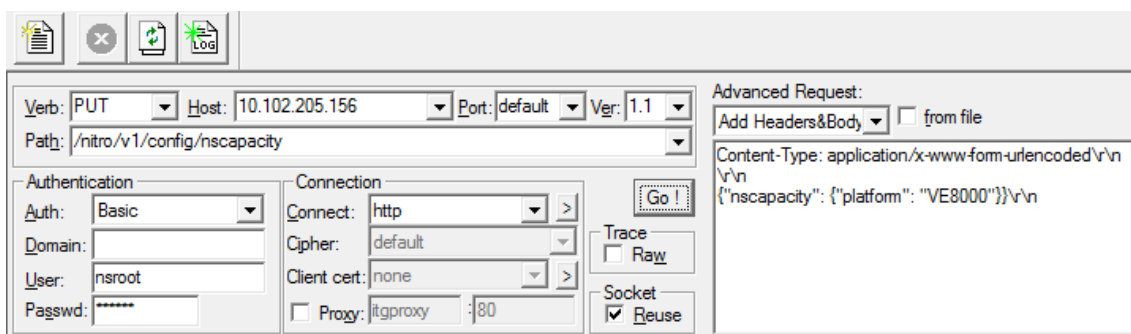 LOG
Verb: PUT Host: 10.102.205.156 Port: default Ver: 1.1
Path: /nitro/v1/config/nscapacity
Authentication
Auth: Basic
Domain:
User: nsroot
Passwd: ******
Connection
Connect: http >
Cipher: default
Client cert: none >
Proxy: itgproxy : 80
Go !
Trace
Raw
Socket
Reuse
Advanced Request:
Add Headers&Body from file
Content-Type: application/x-www-form-urlencoded\r\n
\r\n
{"nscapacity": {"platform": "VE8000"}}\r\n